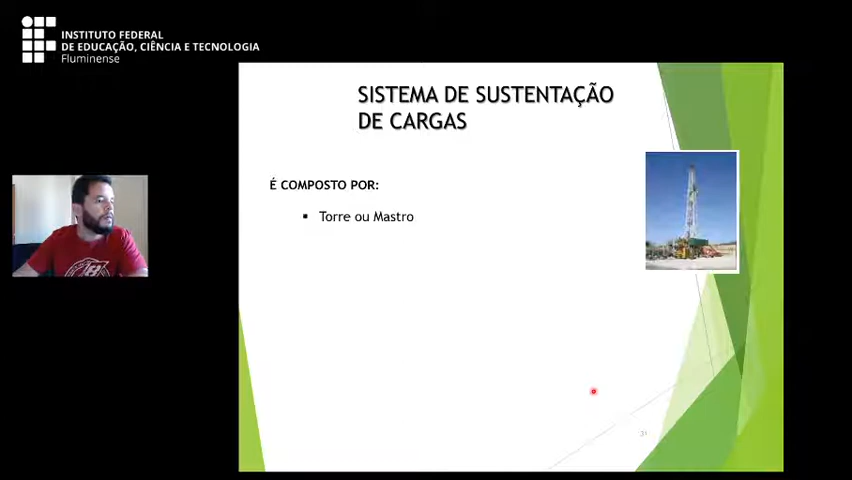 INSTITUTO FEDERAL
DE EDUCAÇÃO, CIÊNCIA E TECNOLOGIA
Fluminense
SISTEMA DE SUSTENTAÇÃO
DE CARGAS
É COMPOSTO POR:
▪ Torre ou Mastro